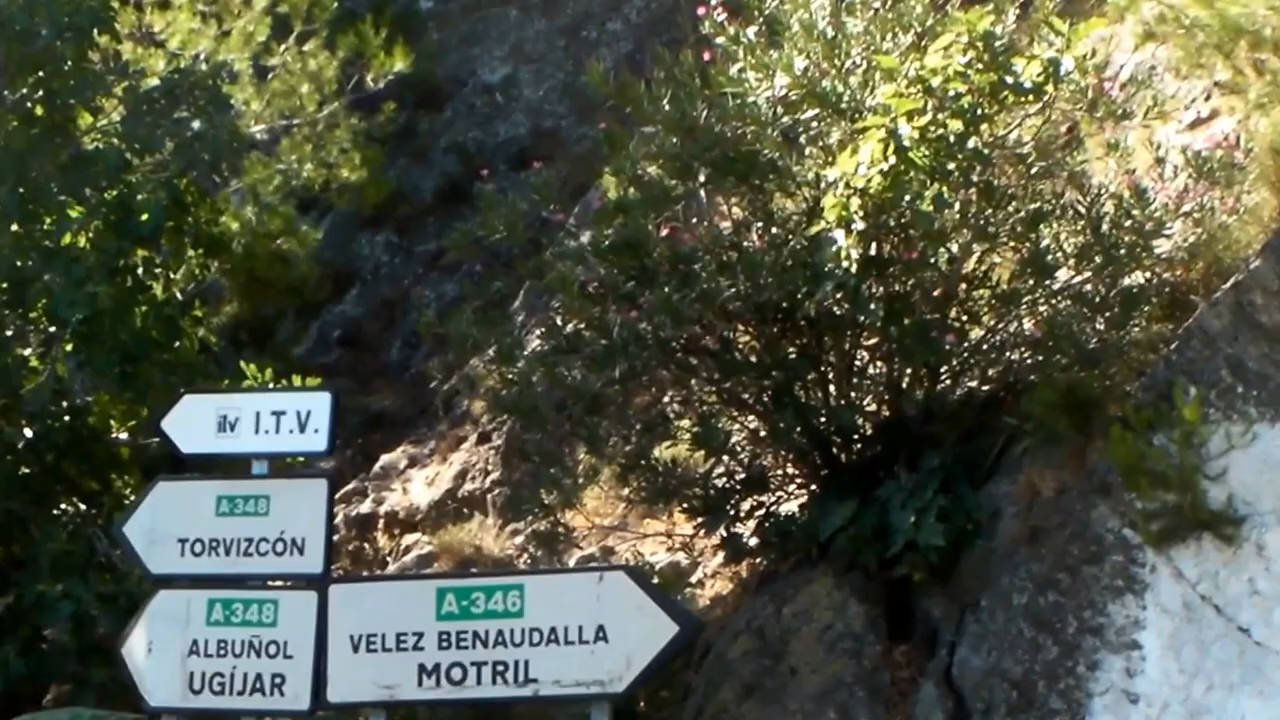 itv I.T.V.
A-348
TORVIZCÓN
A-348
ALBUÑOL
UGÍJAR
A-346
VELEZ BENAUDALLA
MOTRIL